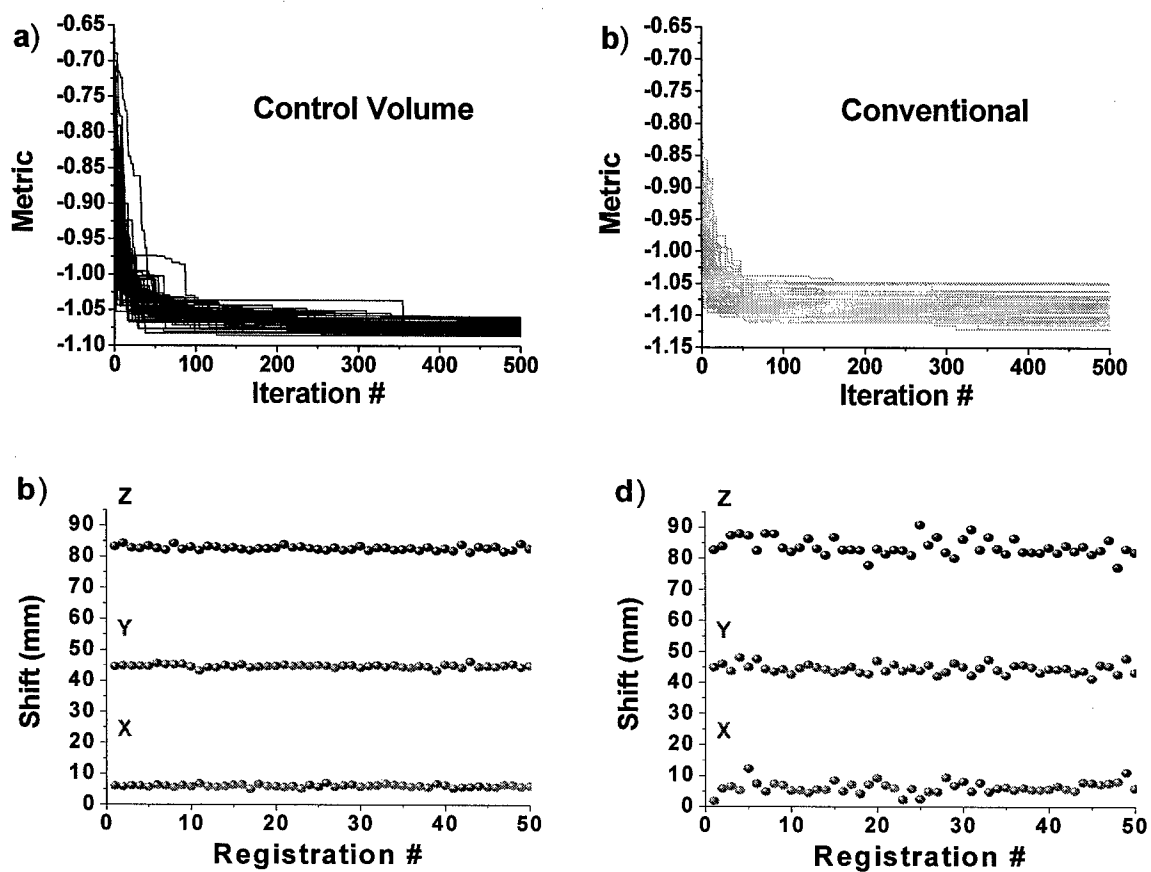 a)
-0.65
-0.70
-0.75
-0.80
-0.85
-0.90
-0.95
-1.00
-1.05
-1.10
Metric
Control Volume
0 100 200 300 400 500
Iteration #
b)
-0.65
-0.70
-0.75
-0.80
-0.85
-0.90
-0.95
-1.00
-1.05
-1.10
-1.15
Metric
Conventional
0 100 200 300 400 500
Iteration #
b)
Z
Y
X
90
80
70
60
50
40
30
20
10
0
Shift (mm)
0 10 20 30 40 50
Registration #
d)
Z
Y
X
90
80
70
60
50
40
30
20
10
0
Shift (mm)
0 10 20 30 40 50
Registration #